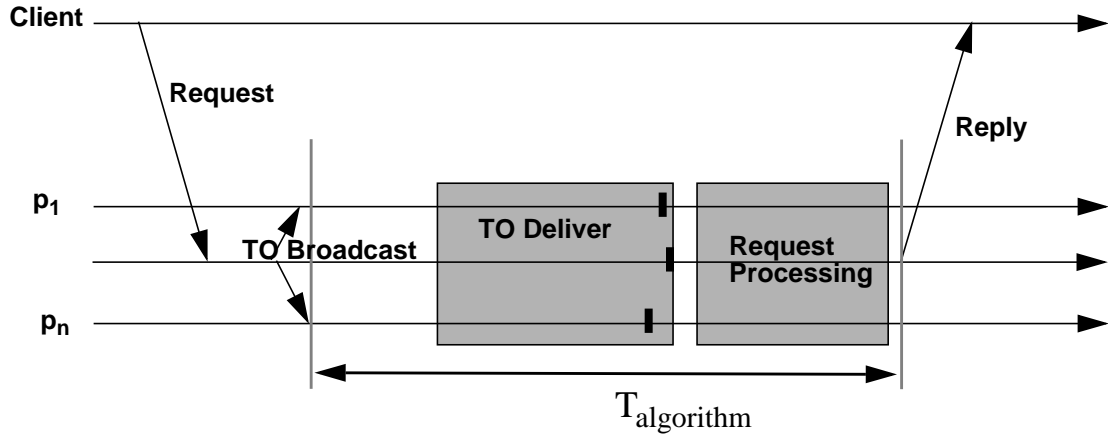 Client
Request
Reply
p1
TO Broadcast
TO Deliver
Request
Processing
pn
Talgorithm